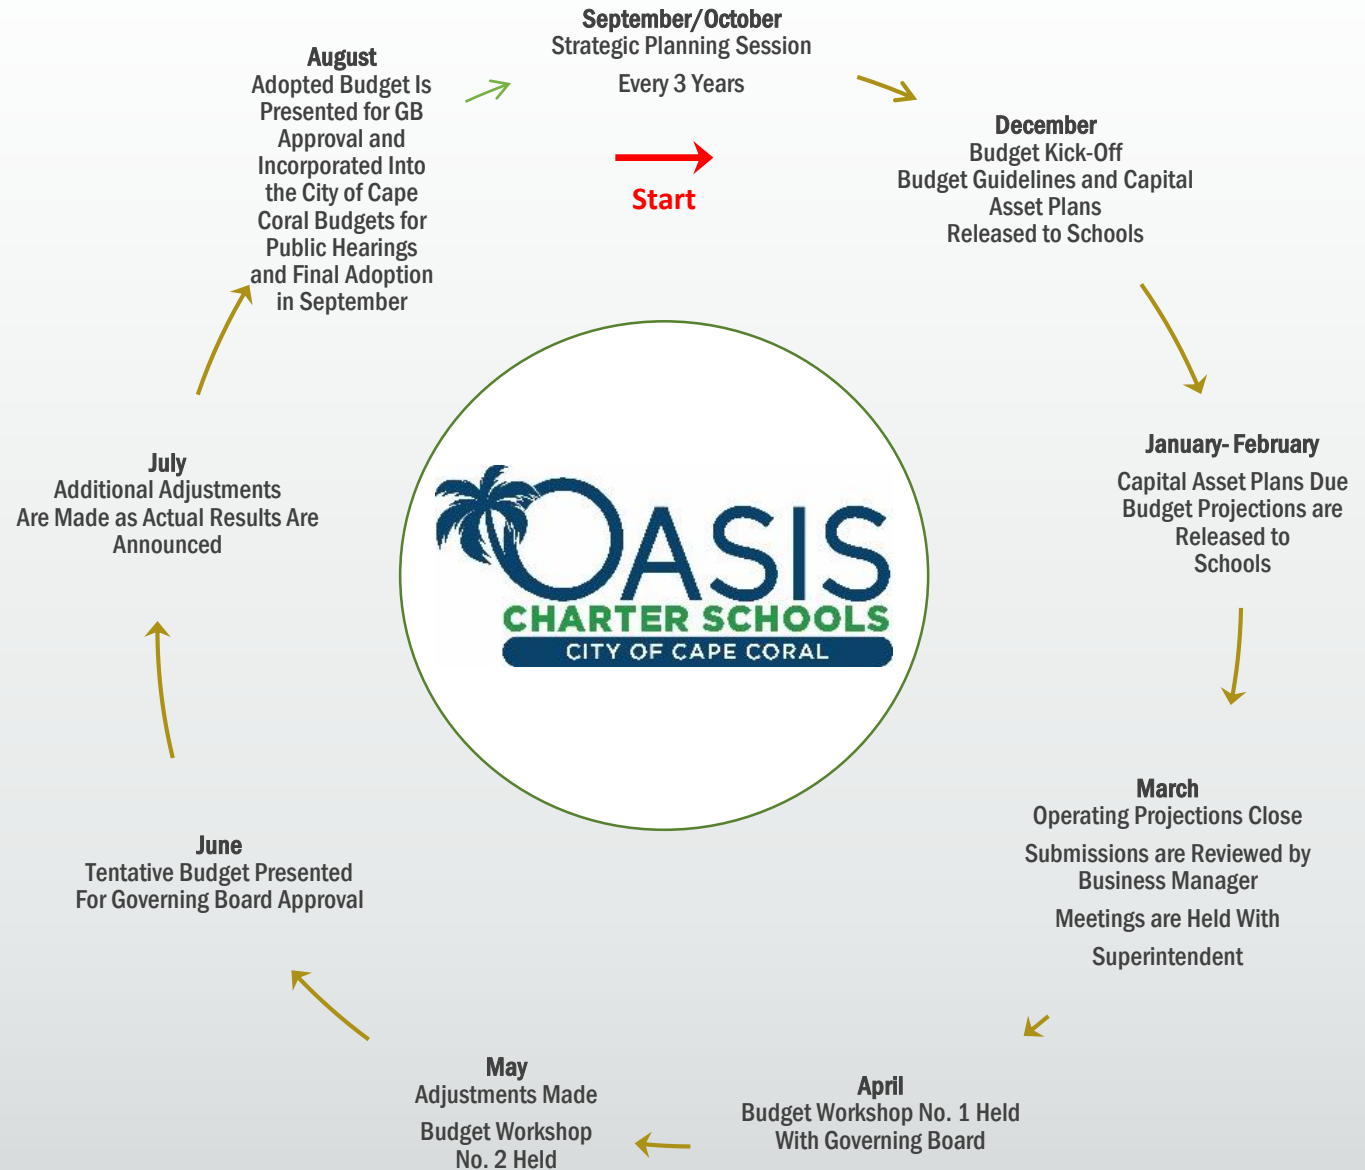 September/October
Strategic Planning Session
Every 3 Years
Start
December
Budget Kick-Off
Budget Guidelines and Capital
Asset Plans
Released to Schools
January- February
Capital Asset Plans Due
Budget Projections are
Released to
Schools
March
Operating Projections Close
Submissions are Reviewed by
Business Manager
Meetings are Held With
Superintendent
April
Budget Workshop No. 1 Held
With Governing Board
May
Adjustments Made
Budget Workshop
No. 2 Held
June
Tentative Budget Presented
For Governing Board Approval
July
Additional Adjustments
Are Made as Actual Results Are
Announced
August
Adopted Budget Is
Presented for GB
Approval and
Incorporated Into
the City of Cape
Coral Budgets for
Public Hearings
and Final Adoption
in September
OASIS
CHARTER SCHOOLS
CITY OF CAPE CORAL